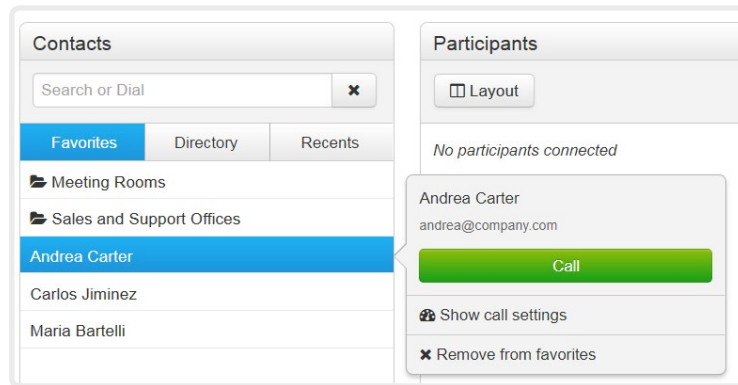 Contacts
Search or Dial
Favorites Directory Recents
Meeting Rooms
Sales and Support Offices
Andrea Carter
Carlos Jiminez
Maria Bartelli
Participants
Layout
No participants connected
Andrea Carter
andrea@company.com
Call
Show call settings
Remove from favorites